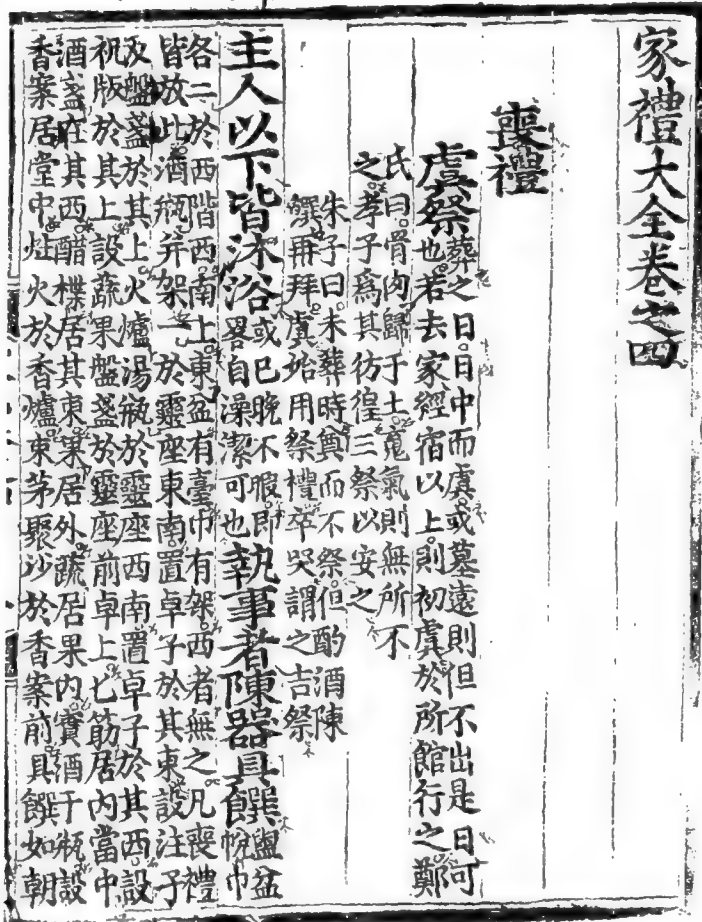 家禮大全卷之四
喪禮
虞祭葬之日日中而虞或墓遠則但不出是日可
也若去家經宿以上則初虞於所館行之鄭
氏曰骨肉歸于土䰟氣則無所不
之孝子爲其彷徨三祭以安之
朱子曰未葬時奠而不祭但酌酒陳
饌再拜虞始用祭禮卒哭謂之吉祭
主人以下皆沐浴或已晚不暇即畧自澡潔可也執事者陳器具饌盥盆帨巾
各二於西階西南上東盆有臺巾有架西者無之凡喪禮
皆放此酒瓶并架一於靈座東南置卓子於其東設注子
及盤盞於其上火爐湯瓶於靈座西南置卓子於其西設
祝版於其上設蔬果盤盞於靈座前卓上匕筯居內當中
酒盞在其西醋楪居其東果居外蔬居果內實酒于瓶設
香案居堂中炷火於香爐東茅聚沙於香案前具饌如朝